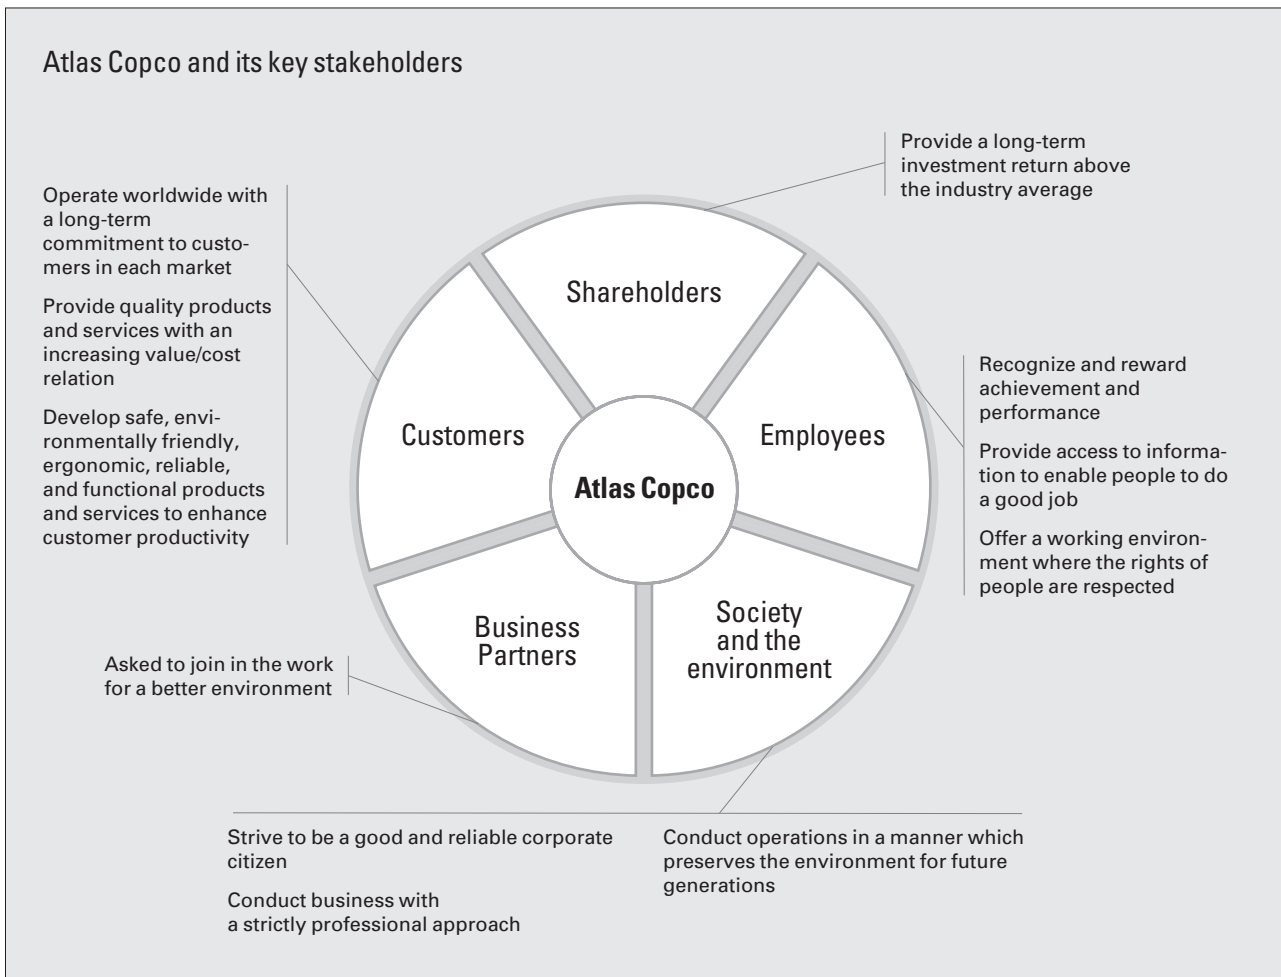 Atlas Copco and its key stakeholders
Provide a long-term
investment return above
the industry average
Operate worldwide with
a long-term
commitment to custo-
mers in each market
Provide quality products
and services with an
increasing value/cost
relation
Develop safe, envi-
ronmentally friendly,
ergonomic, reliable,
and functional products
and services to enhance
customer productivity
Shareholders
Customers
Employees
Atlas Copco
Recognize and reward
achievement and
performance
Provide access to informa-
tion to enable people to do
a good job
Offer a working environ-
ment where the rights of
people are respected
Business
Partners
Society
and the
environment
Asked to join in the work
for a better environment
Strive to be a good and reliable corporate
citizen
Conduct business with
a strictly professional approach
Conduct operations in a manner which
preserves the environment for future
generations